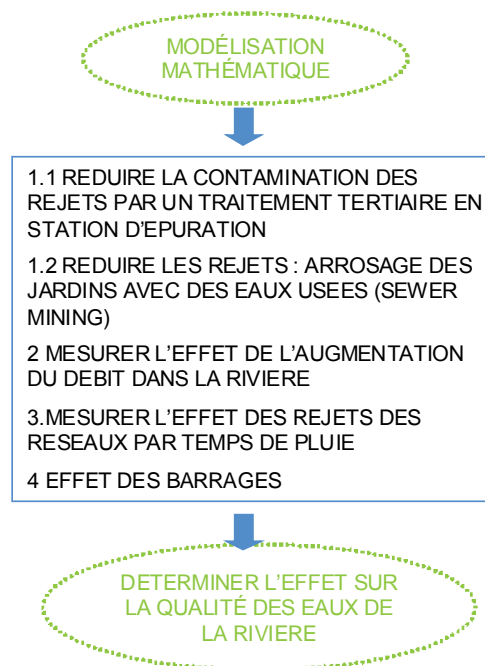 MODÉLISATION
MATHÉMATIQUE
1.1 REDUIRE LA CONTAMINATION DES
REJETS PAR UN TRAITEMENT TERTIAIRE EN
STATION D'EPURATION
1.2 REDUIRE LES REJETS : ARROSAGE DES
JARDINS AVEC DES EAUX USEES (SEWER
MINING)
2 MESURER L'EFFET DE L'AUGMENTATION
DU DEBIT DANS LA RIVIERE
3.MESURER L'EFFET DES REJETS DES
RESEAUX PAR TEMPS DE PLUIE
4 EFFET DES BARRAGES
DETERMINER L'EFFET SUR
LA QUALITÉ DES EAUX DE
LA RIVIERE